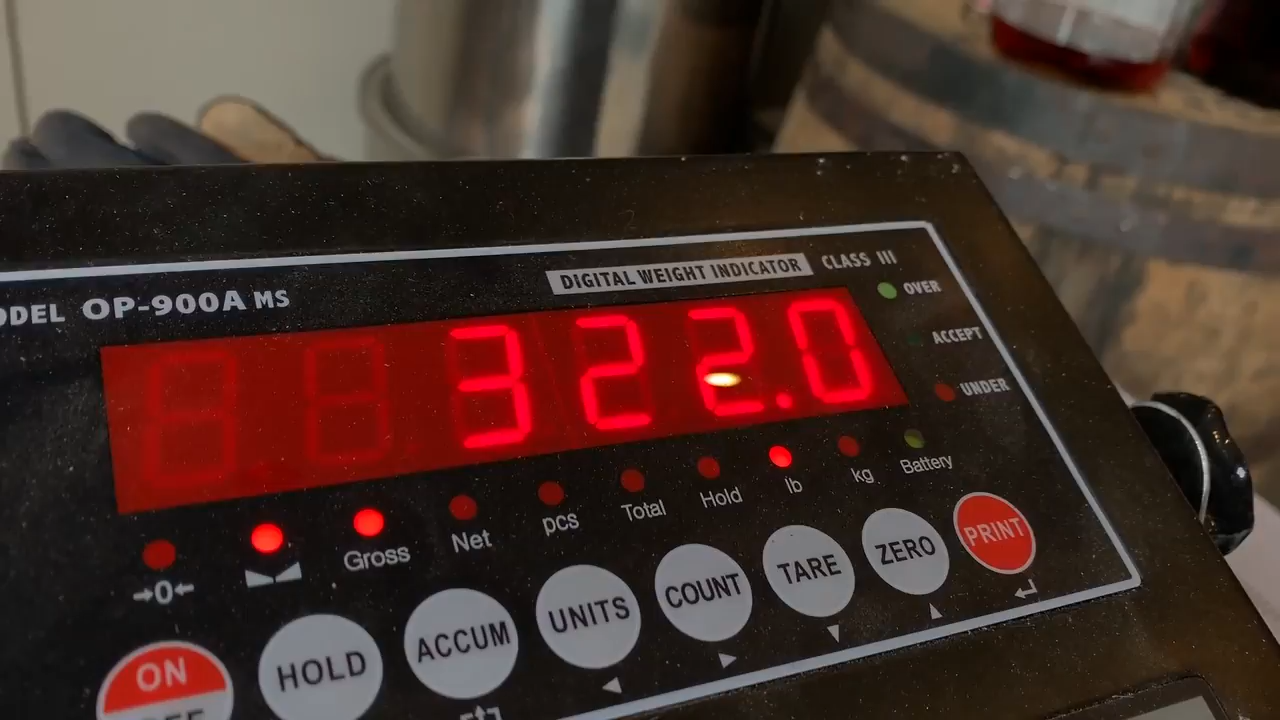 DIGITAL WEIGHT INDICATOR CLASS III
OP-900A MS
OVER
ACCEPT
UNDER
322.0
→0← Gross Net pcs Total Hold lb kg Battery
ON HOLD ACCUM UNITS COUNT TARE ZERO PRINT